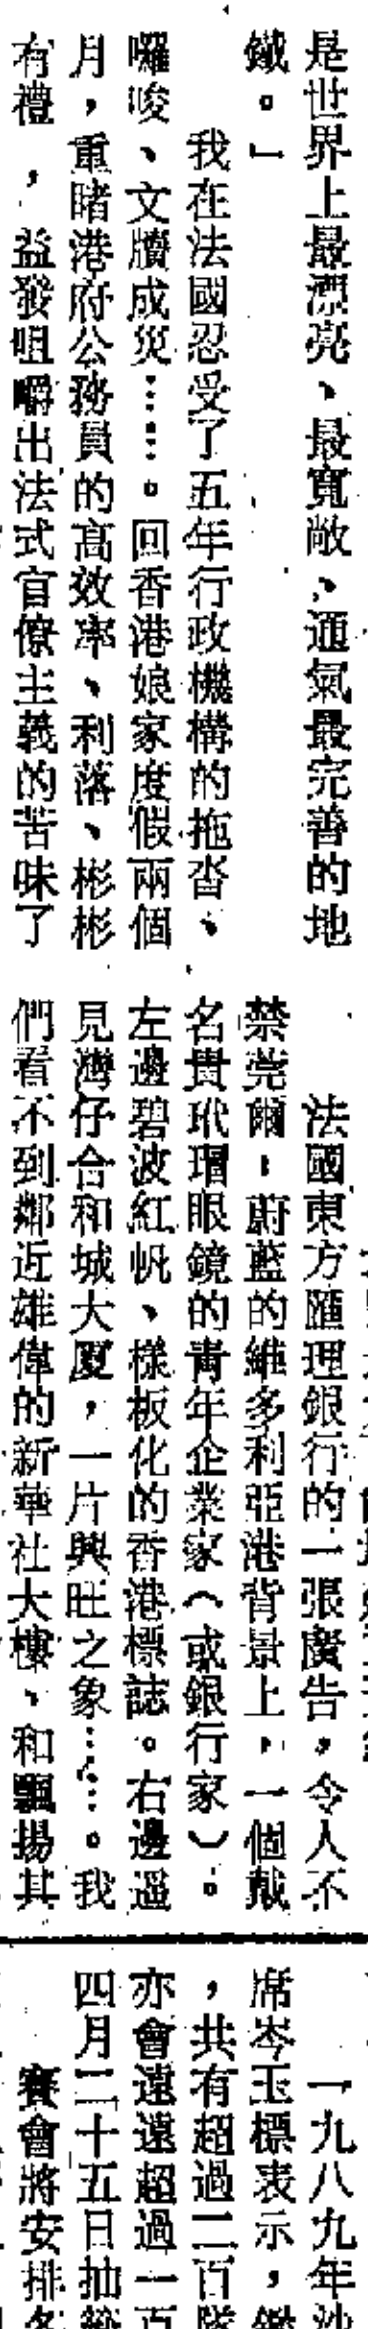 是世界上最漂亮、最寬敞、通氣最完善的地
鐵。」
我在法國忍受了五年行政機構的拖沓、
囉唆、文牘成災……。回香港娘家度假兩個
月，重睹港府公務員的高效率、利落、彬彬
有禮，益發咀嚼出法式官僚主義的苦味了
法國東方匯理銀行的一張廣告，令人不
禁莞爾，蔚藍的維多利亞港背景上，一個戴
名貴玳瑁眼鏡的青年企業家（或銀行家）。
左邊碧波紅帆、樣板化的香港標誌。右邊遥
見灣仔合和城大廈，一片興旺之象……。我
們看不到鄰近雄偉的新華社大樓、和飄揚其
一九八九年沙
席岑玉標表示，
，共有超過二百隊
亦會遠遠超過一百
四月二十五日抽籤
賽會將安排各